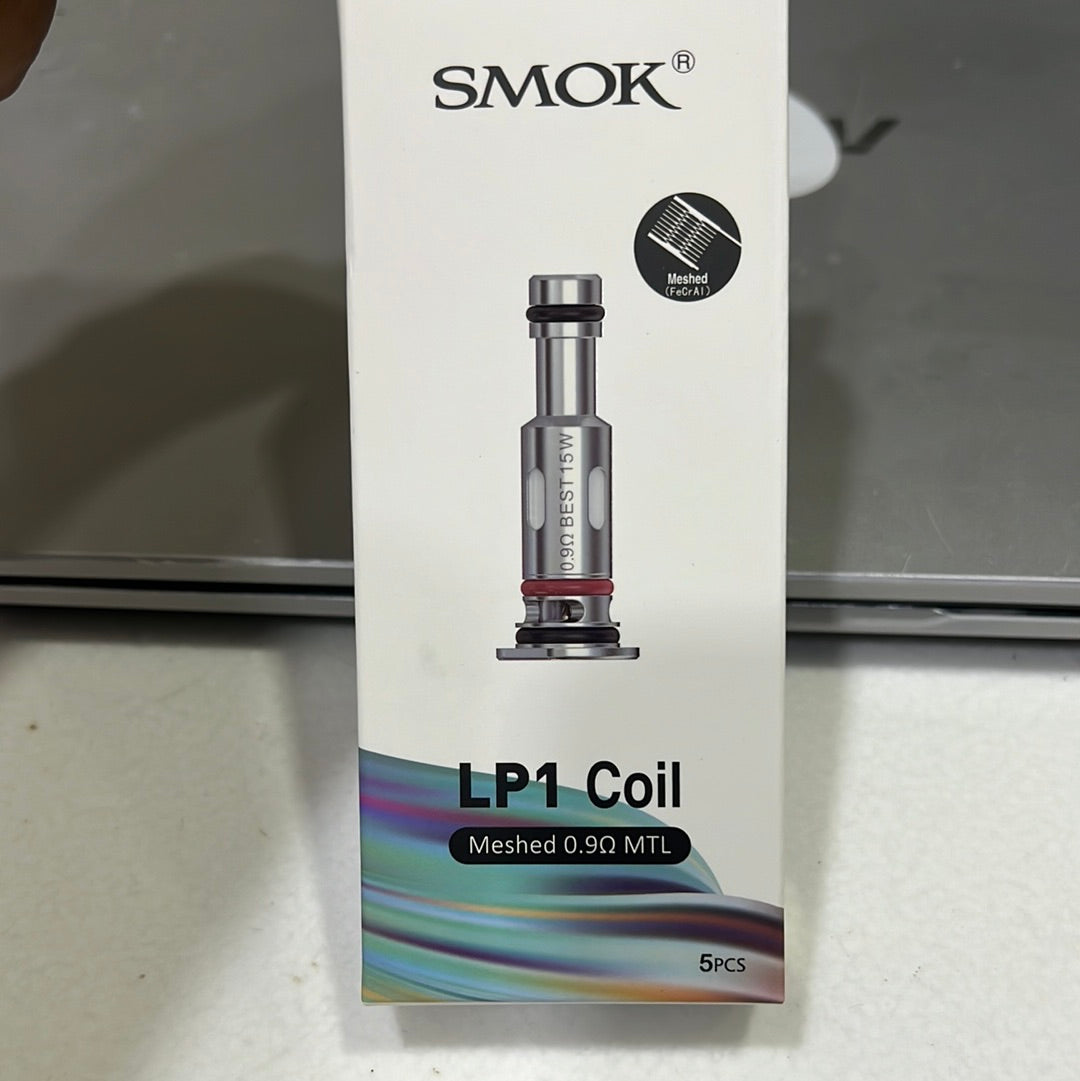 SMOK®
Meshed
(FeCrAl)
0.9Ω BEST 15W
LP1 Coil
Meshed 0.9Ω MTL
5PCS